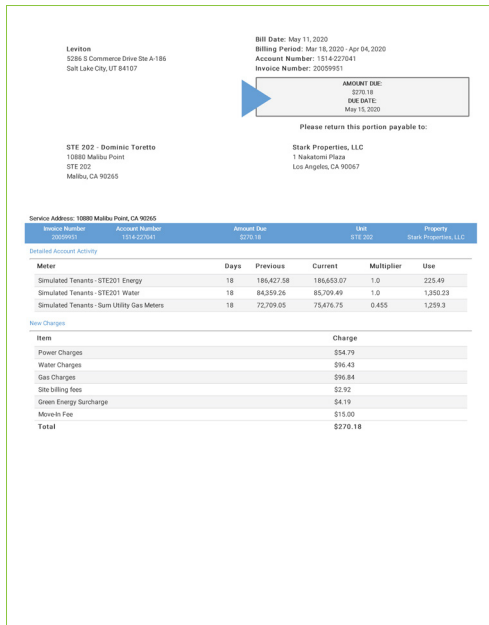 Bill Date: May 11, 2020
Leviton
Billing Period: Mar 18, 2020 - Apr 04, 2020
5286 S Commerce Drive Ste A-186
Account Number: 1514-227041
Salt Lake City, UT 84107
Invoice Number: 20059951
AMOUNT DUE:
$270.18
DUE DATE:
May 15, 2020
Please return this portion payable to:
STE 202 - Dominic Toretto
Stark Properties, LLC
10880 Malibu Point
1 Nakatomi Plaza
STE 202
Los Angeles, CA 90067
Malibu, CA 90265
Service Address: 10880 Malibu Point, CA 90265
Invoice Number Account Number Amount Due Unit Property
20059951 1514-227041 $270.18 STE 202 Stark Properties, LLC
Detailed Account Activity
Meter Days Previous Current Multiplier Use
Simulated Tenants - STE201 Energy 18 186,427.58 186,653.07 1.0 225.49
Simulated Tenants - STE201 Water 18 84,359.26 85,709.49 1.0 1,350.23
Simulated Tenants - Sum Utility Gas Meters 18 72,709.05 75,476.75 0.455 1,259.3
New Charges
Item Charge
Power Charges $54.79
Water Charges $96.43
Gas Charges $96.84
Site billing fees $2.92
Green Energy Surcharge $4.19
Move-In Fee $15.00
Total $270.18